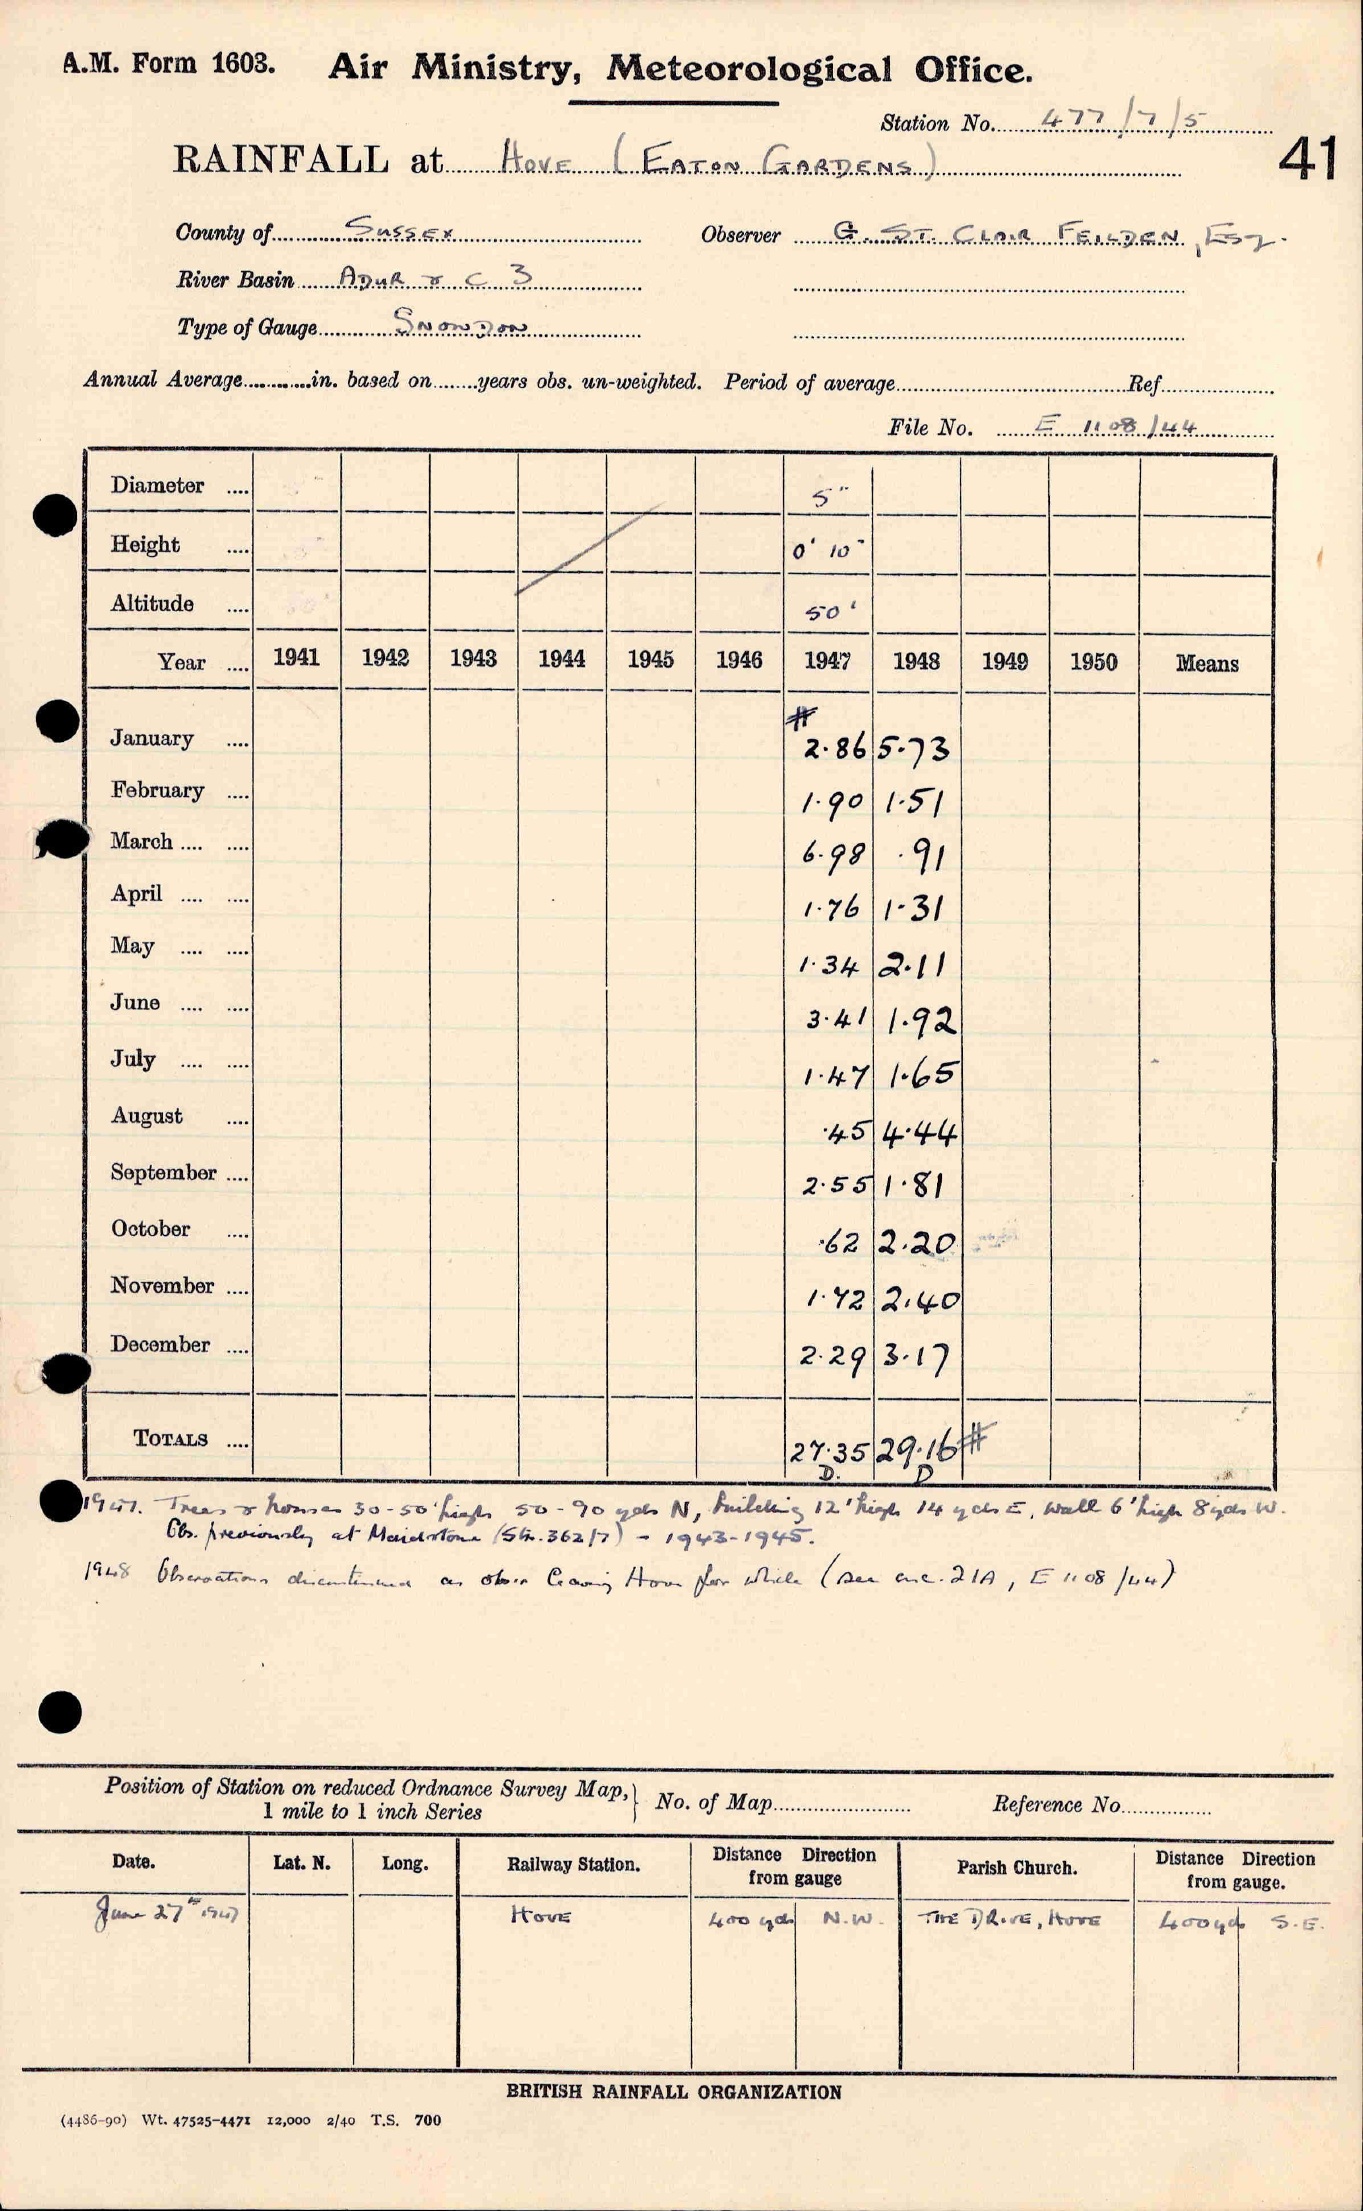 A.M. Form 1603. Air Ministry, Meteorological Office.
Station No. 477/7/5
41
RAINFALL at Hove (Eaton Gardens)
County of Sussex Observer G. St. Clair Feilden, Esq.
River Basin Adur & C 3
Type of Gauge Snowdon
Annual Average in. based on years obs. un-weighted. Period of average Ref
File No. E 1108/44
Diameter 5"
Height 0' 10"
Altitude 50'
Year 1941 1942 1943 1944 1945 1946 1947 1948 1949 1950 Means
#
January 2.86 5.73
February 1.90 1.51
March 6.98 .91
April 1.76 1.31
May 1.34 2.11
June 3.41 1.92
July 1.47 1.65
August .45 4.44
September 2.55 1.81
October .62 2.20
November 1.72 2.40
December 2.29 3.17
Totals 27.35 29.16 #
D. D
1947. Trees & houses 30-50' high 50-90 yds N, building 12' high 14 yds E, wall 6' high 8 yds W.
Obs. previously at Maidstone (Stn. 362/7) - 1943-1945.
1948 Observations discontinued as obsr leaving Hove for while (see enc. 21A, E 1108/44)
Position of Station on reduced Ordnance Survey Map, } No. of Map Reference No.
1 mile to 1 inch Series
Date. Lat. N. Long. Railway Station. Distance Direction from gauge Parish Church. Distance Direction from gauge.
June 27th 1947 Hove 400 yds N.W. The Drive, Hove 400 yds S.E.
BRITISH RAINFALL ORGANIZATION
(4486-90) Wt. 47525-4471 12,000 2/40 T.S. 700